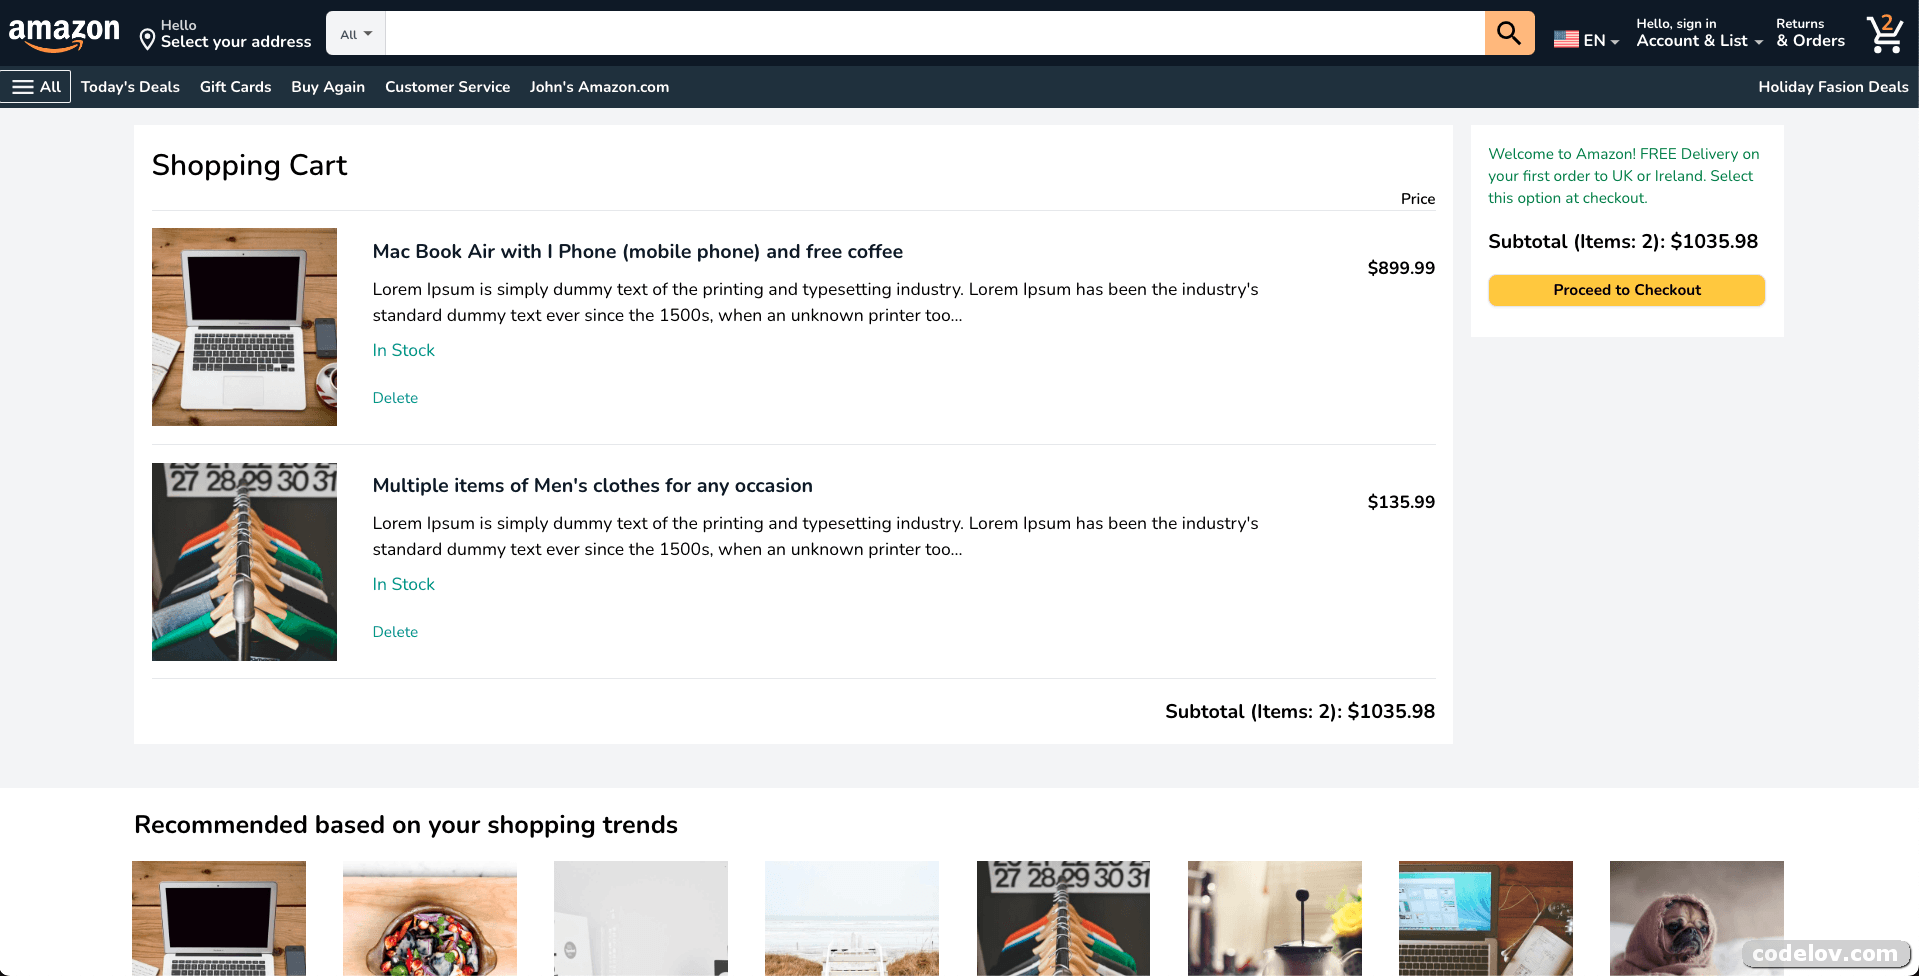 amazon
Hello
Select your address
All
EN
Hello, sign in
Account & List
Returns
& Orders
2
All
Today's Deals
Gift Cards
Buy Again
Customer Service
John's Amazon.com
Holiday Fasion Deals
Shopping Cart
Price
Mac Book Air with I Phone (mobile phone) and free coffee
$899.99
Lorem Ipsum is simply dummy text of the printing and typesetting industry. Lorem Ipsum has been the industry's
standard dummy text ever since the 1500s, when an unknown printer too...
In Stock
Delete
27 28 29 30 31
Multiple items of Men's clothes for any occasion
$135.99
Lorem Ipsum is simply dummy text of the printing and typesetting industry. Lorem Ipsum has been the industry's
standard dummy text ever since the 1500s, when an unknown printer too...
In Stock
Delete
Subtotal (Items: 2): $1035.98
Welcome to Amazon! FREE Delivery on
your first order to UK or Ireland. Select
this option at checkout.
Subtotal (Items: 2): $1035.98
Proceed to Checkout
Recommended based on your shopping trends
27 28 29 30 31
codelov.com